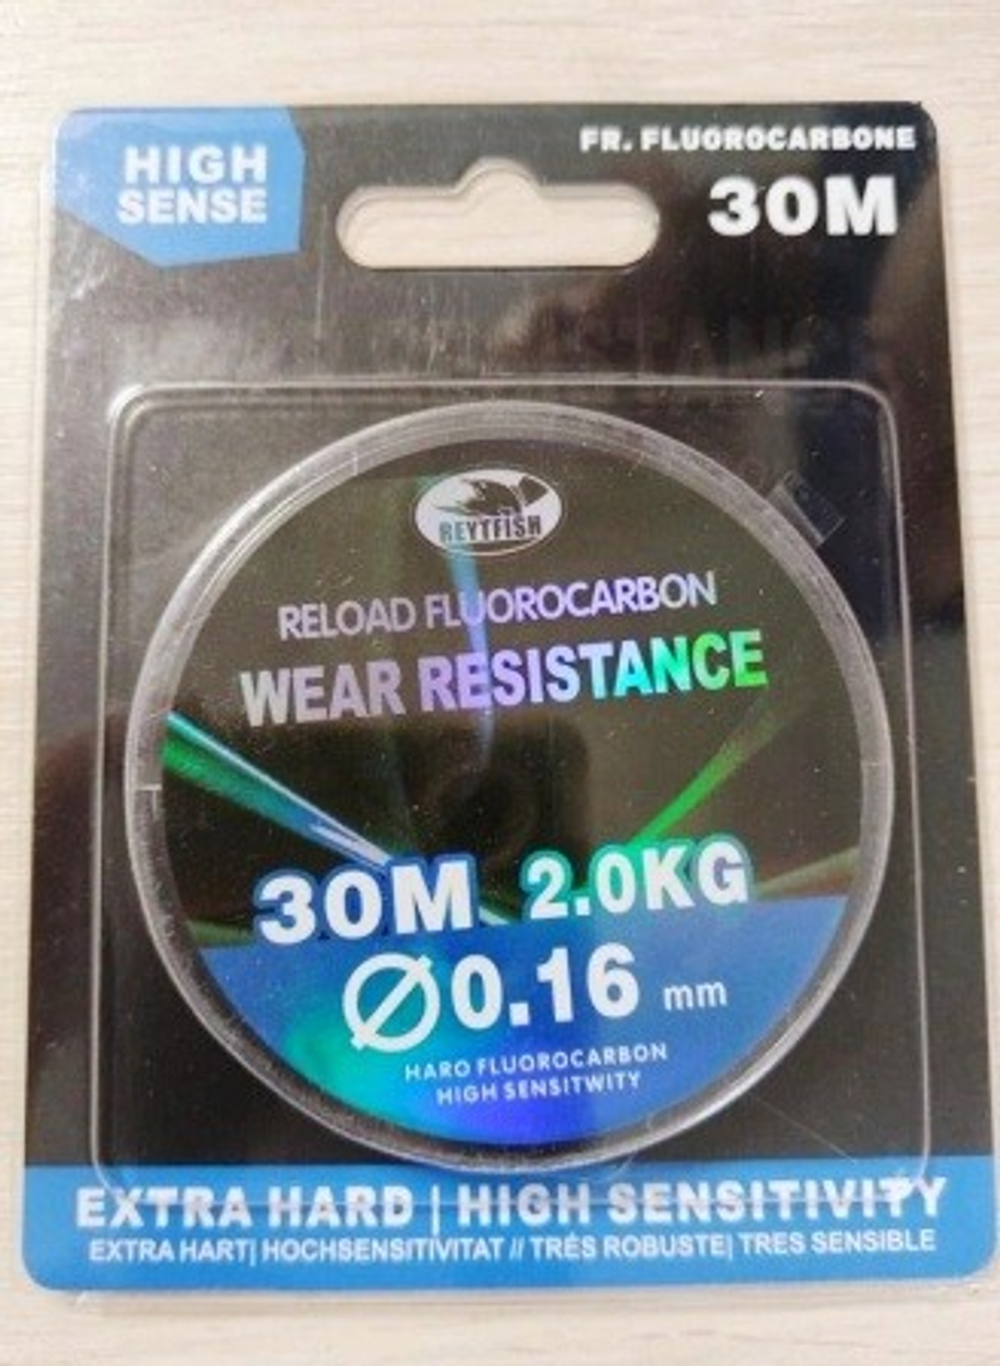 HIGH
SENSE
FR. FLUOROCARBONE
30M
REYTFISH
RELOAD FLUOROCARBON
WEAR RESISTANCE
30M 2.0KG
Ø0.16 mm
HARO FLUOROCARBON
HIGH SENSITWITY
EXTRA HARD | HIGH SENSITIVITY
EXTRA HART| HOCHSENSITIVITAT // TRÉS ROBUSTE| TRES SENSIBLE